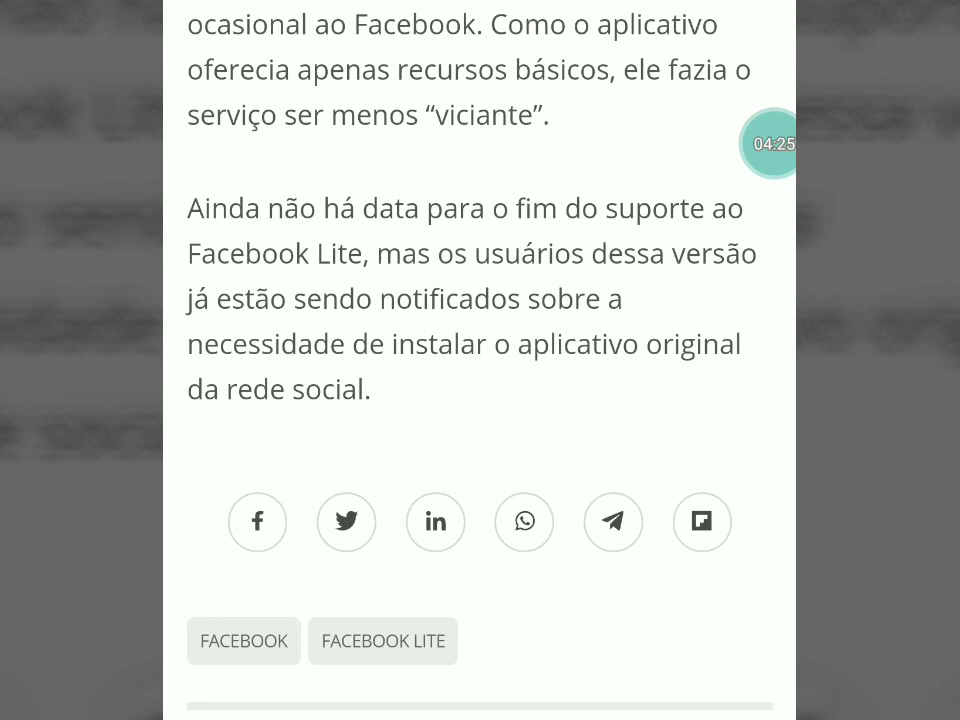 ocasional ao Facebook. Como o aplicativo
oferecia apenas recursos básicos, ele fazia o
serviço ser menos “viciante”.
04:25
Ainda não há data para o fim do suporte ao
Facebook Lite, mas os usuários dessa versão
já estão sendo notificados sobre a
necessidade de instalar o aplicativo original
da rede social.
FACEBOOK
FACEBOOK LITE